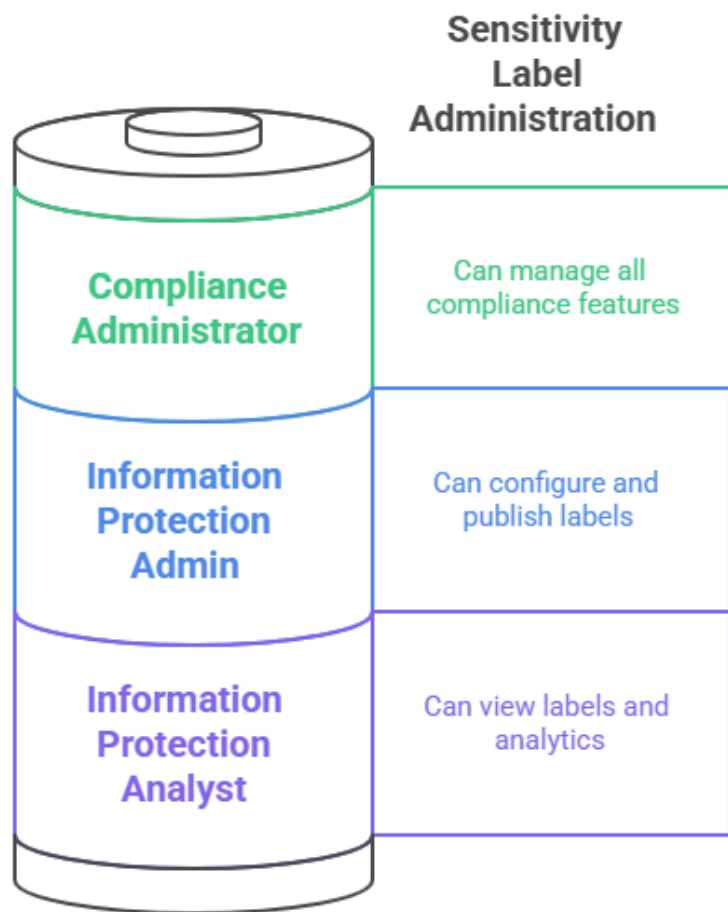 Sensitivity
Label
Administration
Compliance
Administrator
Can manage all
compliance features
Information
Protection
Admin
Can configure and
publish labels
Information
Protection
Analyst
Can view labels and
analytics